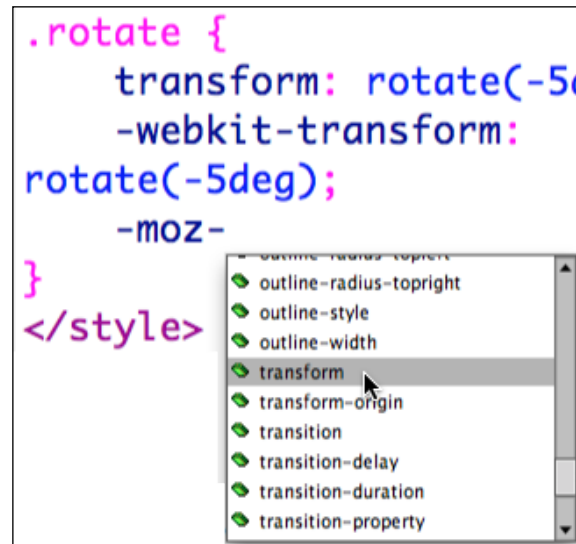 .rotate {
transform: rotate(-5
-webkit-transform:
rotate(-5deg);
-moz-
}
</style>
outline-radius-topright
outline-style
outline-width
transform
transform-origin
transition
transition-delay
transition-duration
transition-property